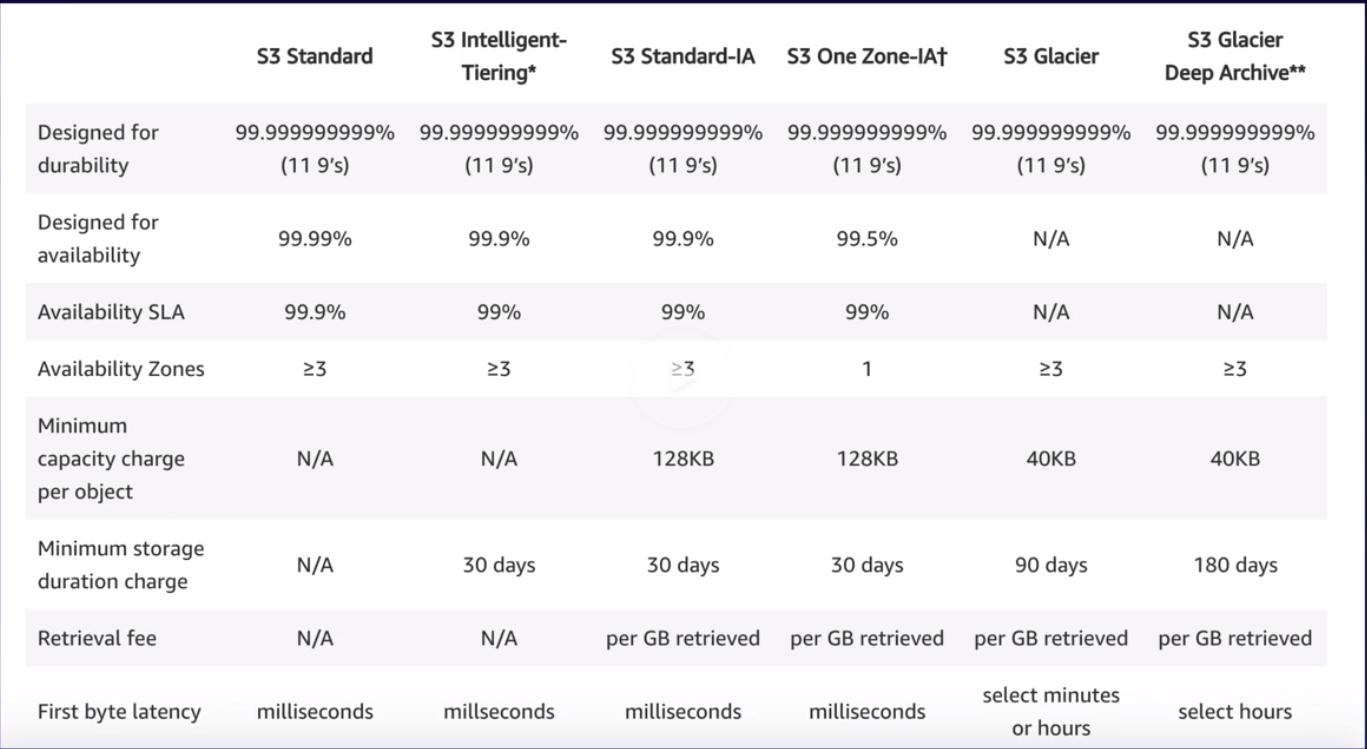 S3 Standard S3 Intelligent-Tiering* S3 Standard-IA S3 One Zone-IA† S3 Glacier S3 Glacier Deep Archive**
Designed for durability 99.999999999% (11 9’s) 99.999999999% (11 9’s) 99.999999999% (11 9’s) 99.999999999% (11 9’s) 99.999999999% (11 9’s) 99.999999999% (11 9’s)
Designed for availability 99.99% 99.9% 99.9% 99.5% N/A N/A
Availability SLA 99.9% 99% 99% 99% N/A N/A
Availability Zones ≥3 ≥3 ≥3 1 ≥3 ≥3
Minimum capacity charge per object N/A N/A 128KB 128KB 40KB 40KB
Minimum storage duration charge N/A 30 days 30 days 30 days 90 days 180 days
Retrieval fee N/A N/A per GB retrieved per GB retrieved per GB retrieved per GB retrieved
First byte latency milliseconds millseconds milliseconds milliseconds select minutes or hours select hours